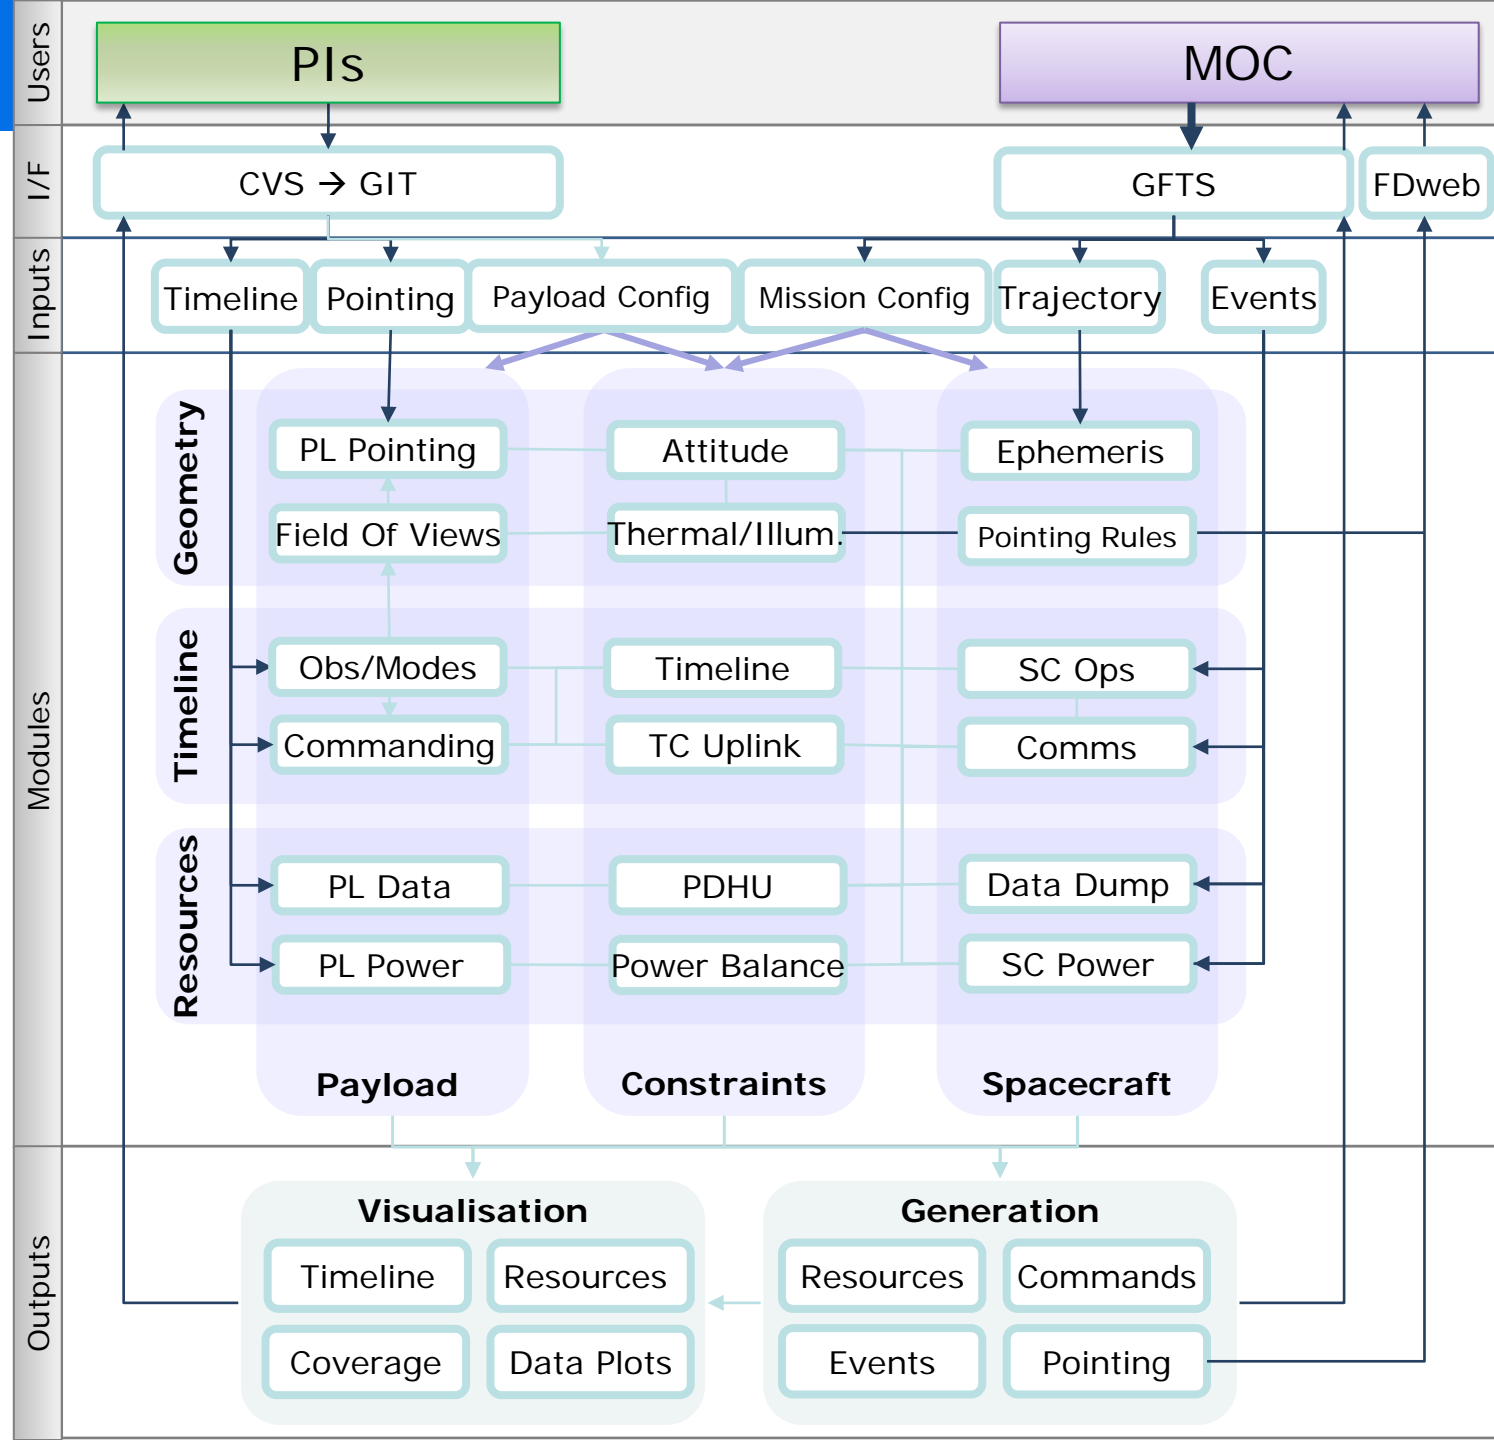 Users
PIs
MOC
I/F
CVS → GIT
GFTS
FDweb
Inputs
Timeline
Pointing
Payload Config
Mission Config
Trajectory
Events
Modules
Geometry
PL Pointing
Attitude
Ephemeris
Field Of Views
Thermal/Illum.
Pointing Rules
Timeline
Obs/Modes
Timeline
SC Ops
Commanding
TC Uplink
Comms
Resources
PL Data
PDHU
Data Dump
PL Power
Power Balance
SC Power
Payload
Constraints
Spacecraft
Outputs
Visualisation
Timeline
Resources
Coverage
Data Plots
Generation
Resources
Commands
Events
Pointing